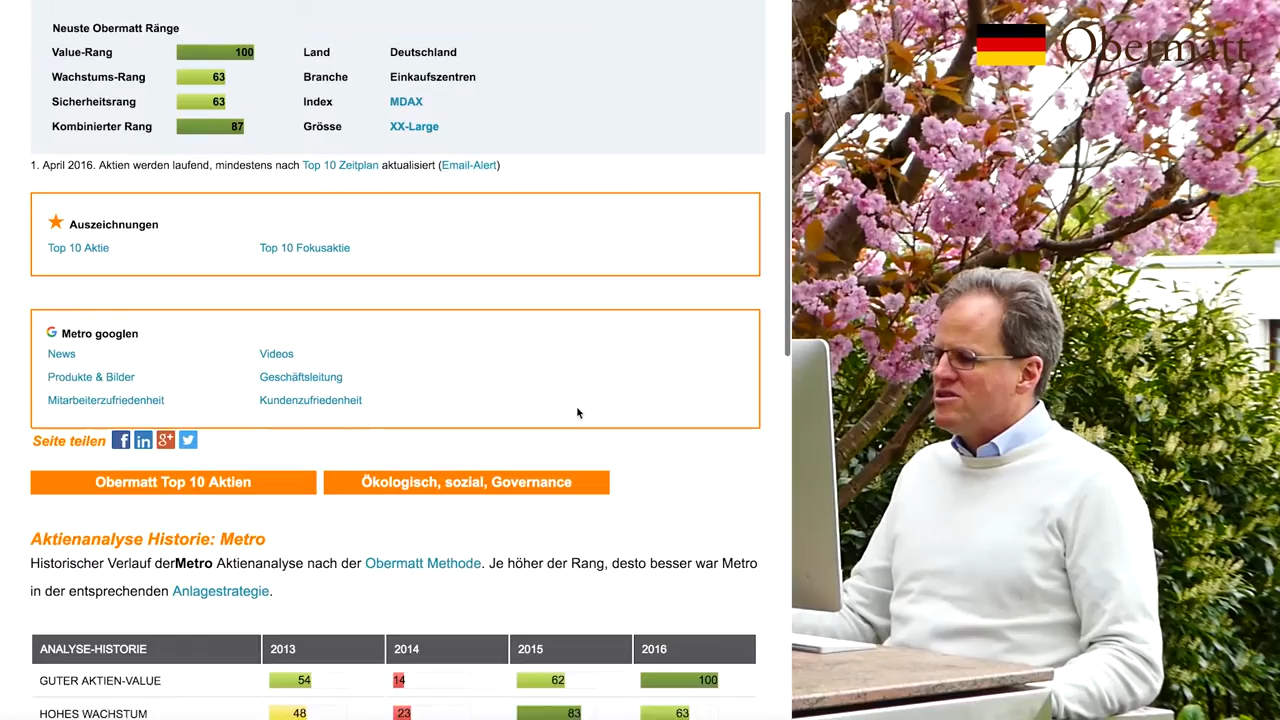 Neuste Obermatt Ränge
Value-Rang 100 Land Deutschland
Wachstums-Rang 63 Branche Einkaufszentren
Sicherheitsrang 63 Index MDAX
Kombinierter Rang 87 Grösse XX-Large
1. April 2016. Aktien werden laufend, mindestens nach Top 10 Zeitplan aktualisiert (Email-Alert)
Auszeichnungen
Top 10 Aktie Top 10 Fokusaktie
Metro googlen
News Videos
Produkte & Bilder Geschäftsleitung
Mitarbeiterzufriedenheit Kundenzufriedenheit
Seite teilen
Obermatt Top 10 Aktien Ökologisch, sozial, Governance
Aktienanalyse Historie: Metro
Historischer Verlauf derMetro Aktienanalyse nach der Obermatt Methode. Je höher der Rang, desto besser war Metro
in der entsprechenden Anlagestrategie.
ANALYSE-HISTORIE 2013 2014 2015 2016
GUTER AKTIEN-VALUE 54 14 62 100
HOHES WACHSTUM 48 23 83 63
Obermatt